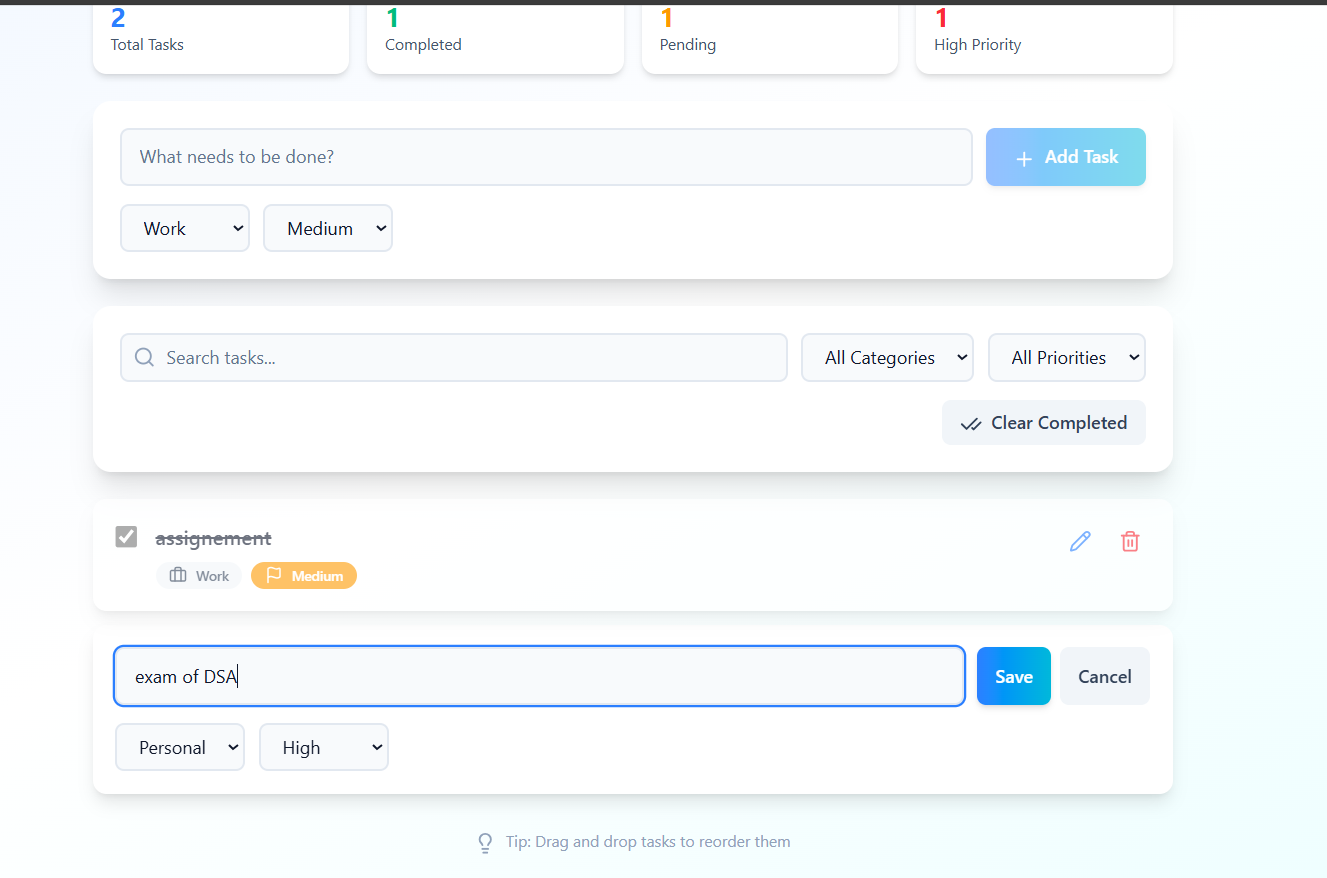 2 1 1 1
Total Tasks Completed Pending High Priority
What needs to be done? + Add Task
Work Medium
Search tasks... All Categories All Priorities
Clear Completed
assignement
Work Medium
exam of DSA Save Cancel
Personal High
Tip: Drag and drop tasks to reorder them